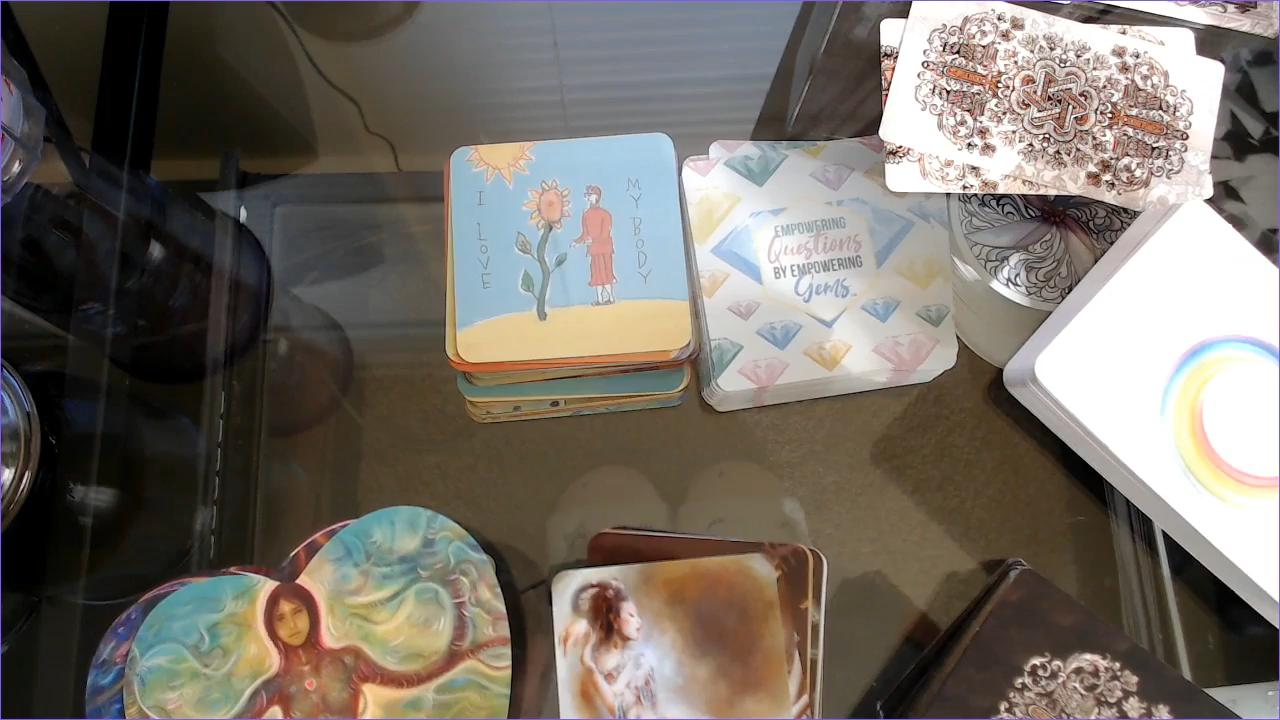 I LOVE
MY BODY
EMPOWERING
Questions
BY EMPOWERING
Gems